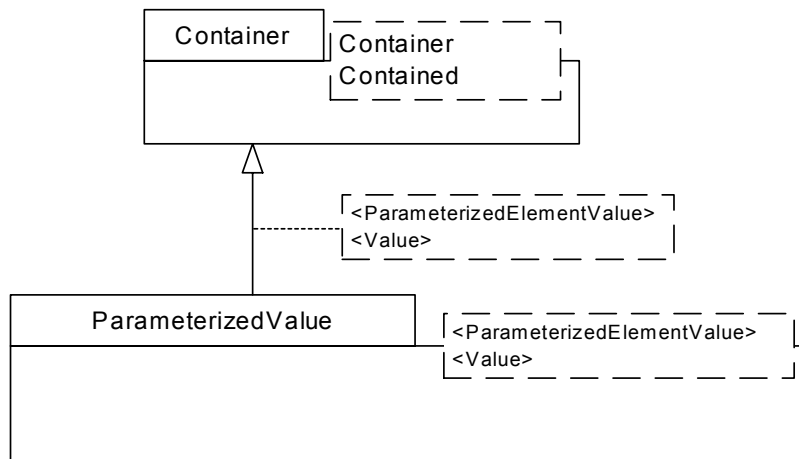 Container
Container
Contained
<ParameterizedElementValue>
<Value>
ParameterizedValue
<ParameterizedElementValue>
<Value>